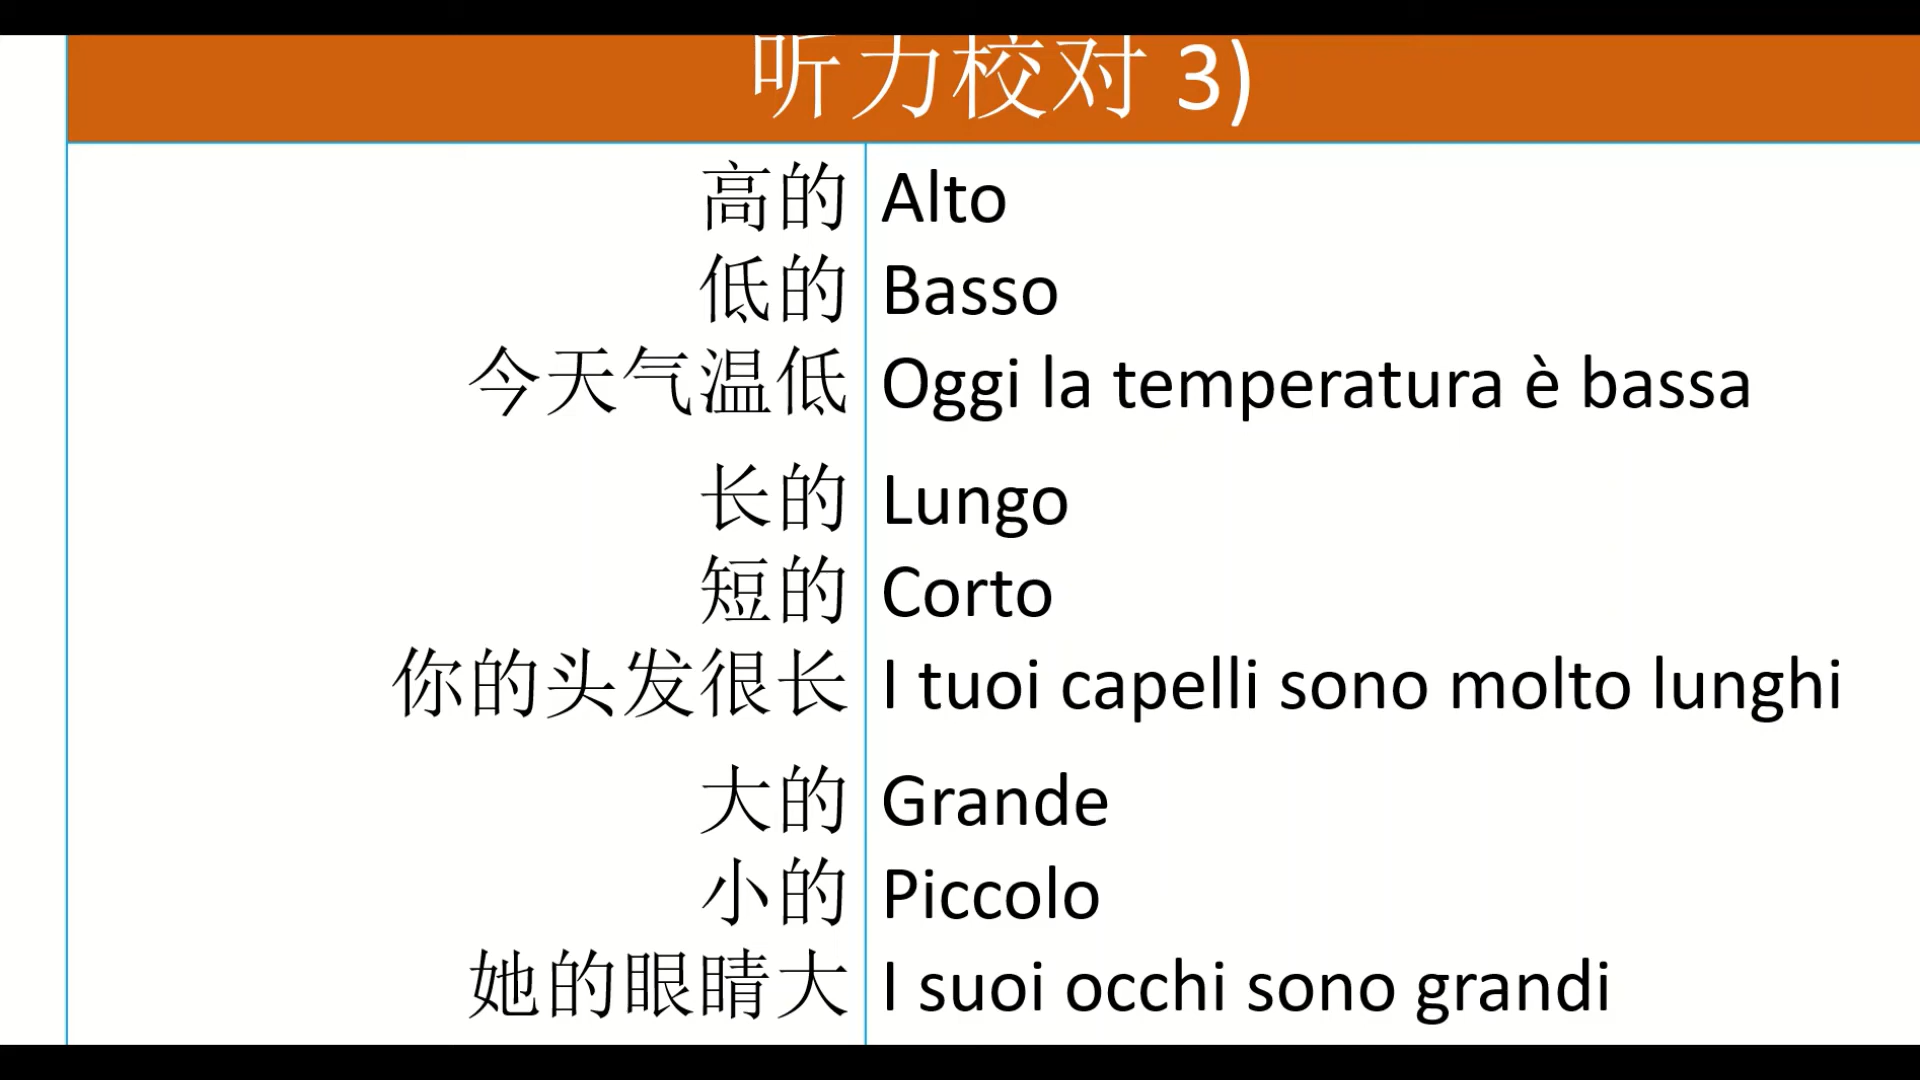 听力校对 3)
高的 Alto
低的 Basso
今天气温低 Oggi la temperatura è bassa
长的 Lungo
短的 Corto
你的头发很长 I tuoi capelli sono molto lunghi
大的 Grande
小的 Piccolo
她的眼睛大 I suoi occhi sono grandi